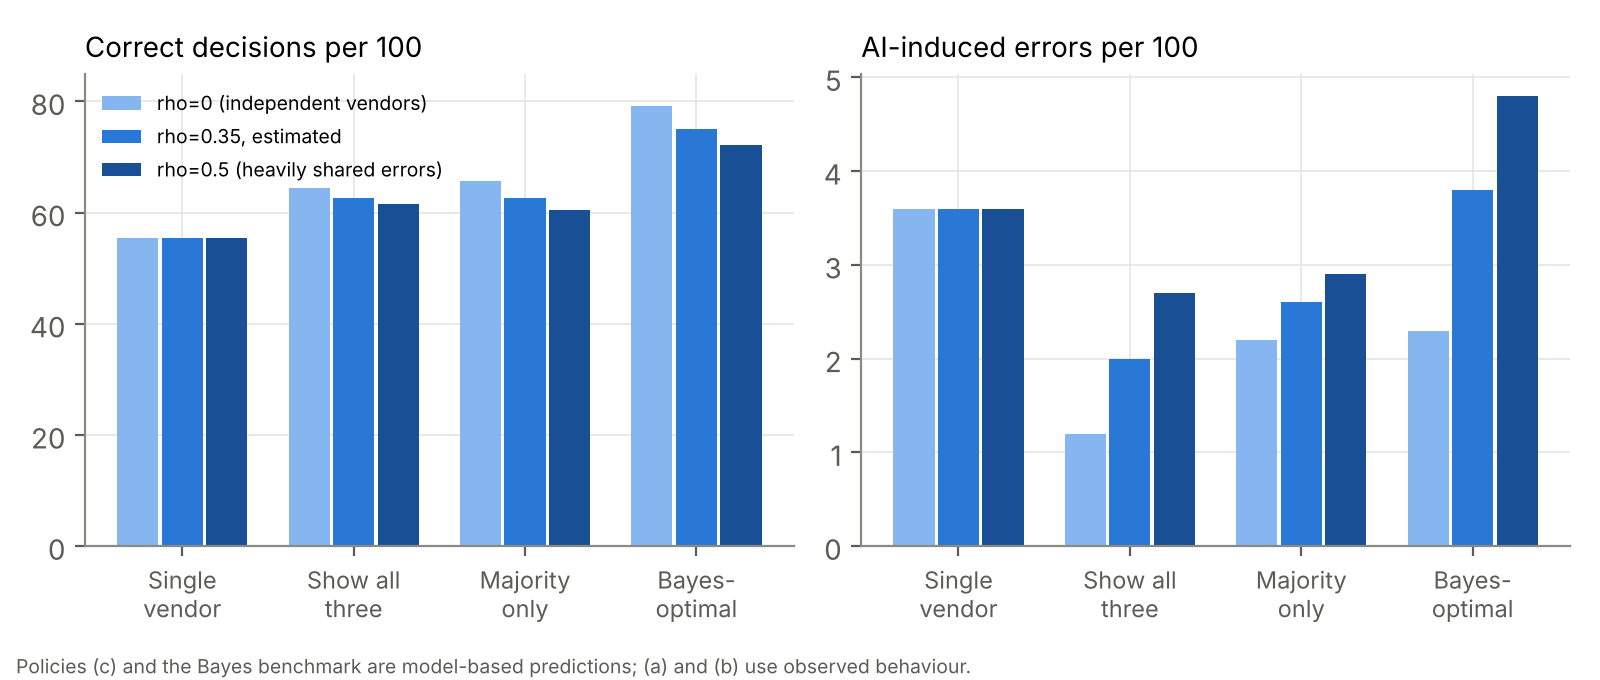 Correct decisions per 100
80
60
40
20
0
rho=0 (independent vendors)
rho=0.35, estimated
rho=0.5 (heavily shared errors)
Single
vendor
Show all
three
Majority
only
Bayes-
optimal
AI-induced errors per 100
5
4
3
2
1
0
Single
vendor
Show all
three
Majority
only
Bayes-
optimal
Policies (c) and the Bayes benchmark are model-based predictions; (a) and (b) use observed behaviour.